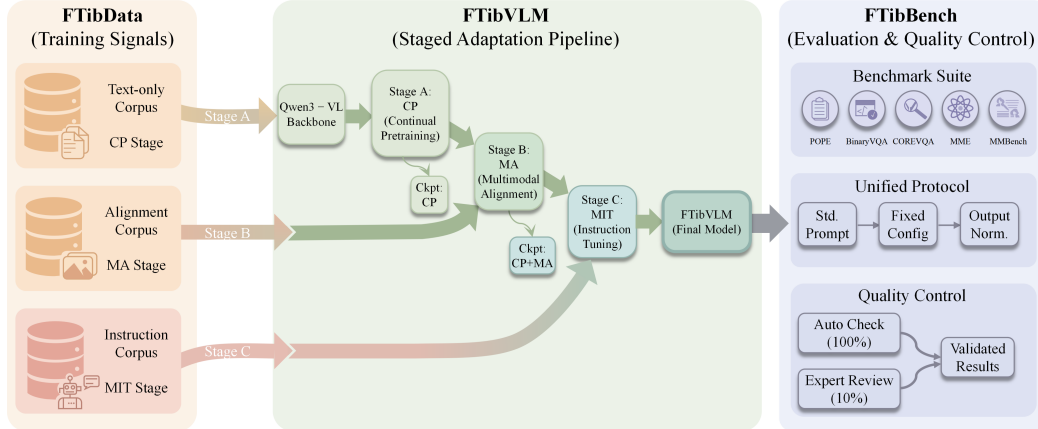 FTibData
(Training Signals)
Text-only
Corpus
CP Stage
Alignment
Corpus
MA Stage
Instruction
Corpus
MIT Stage
Stage A
Stage B
Stage C
FTibVLM
(Staged Adaptation Pipeline)
Qwen3 − VL
Backbone
Stage A:
CP
(Continual
Pretraining)
Ckpt:
CP
Stage B:
MA
(Multimodal
Alignment)
Ckpt:
CP+MA
Stage C:
MIT
(Instruction
Tuning)
FTibVLM
(Final Model)
FTibBench
(Evaluation & Quality Control)
Benchmark Suite
POPE
BinaryVQA
COREVQA
MME
MMBench
Unified Protocol
Std.
Prompt
Fixed
Config
Output
Norm.
Quality Control
Auto Check
(100%)
Expert Review
(10%)
Validated
Results